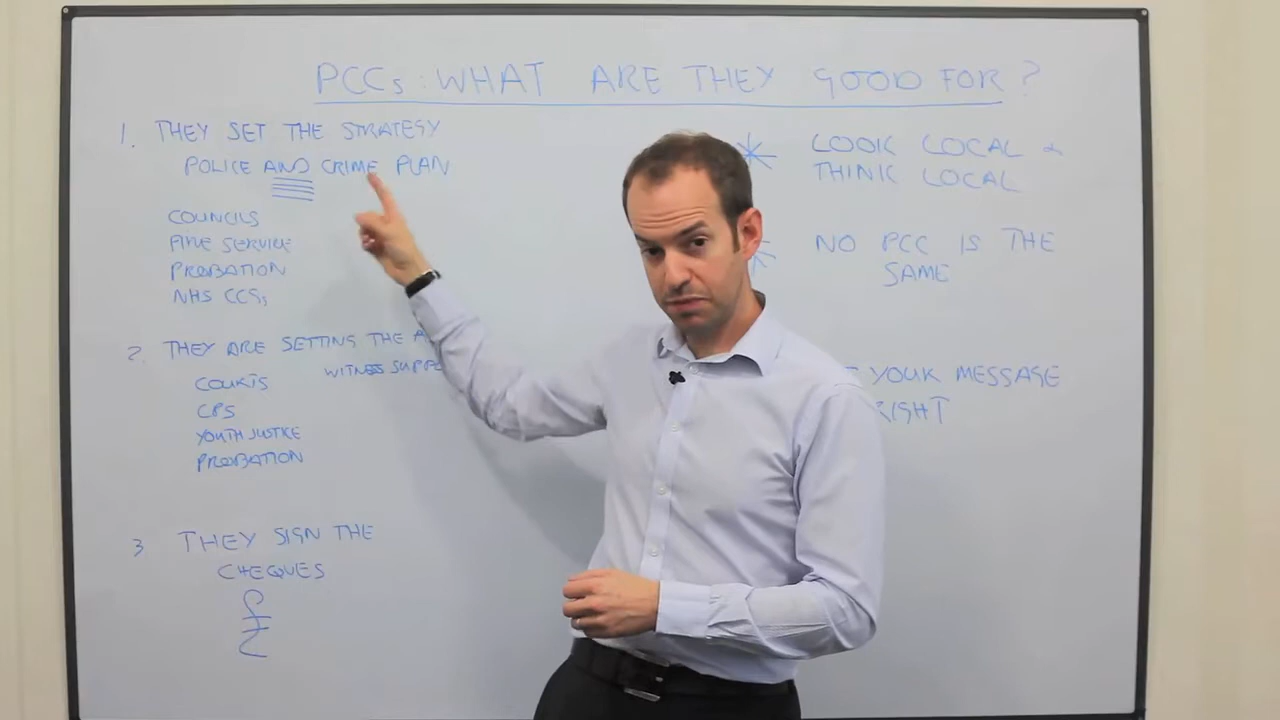 PCCs: WHAT ARE THEY GOOD FOR?
1. THEY SET THE STRATEGY
POLICE AND CRIME PLAN
COUNCILS
FIRE SERVICE
PROBATION
NHS CCGs
2. THEY ARE SETTING THE
WITNESS
COURTS
CPS
YOUTH JUSTICE
PROBATION
3 THEY SIGN THE
CHEQUES
£
* LOOK LOCAL &
THINK LOCAL
* NO PCC IS THE
SAME
YOUR MESSAGE
RIGHT